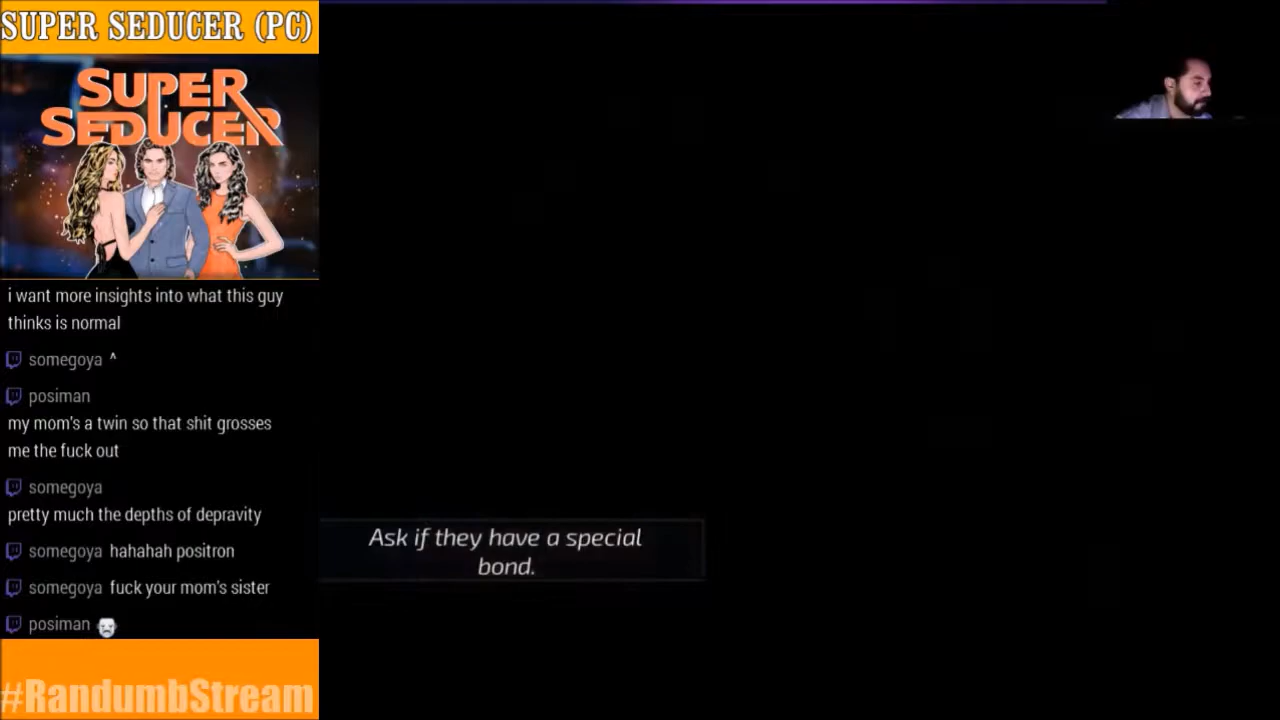 SUPER SEDUCER (PC)
SUPER
SEDUCER
i want more insights into what this guy
thinks is normal
somegoya ^
posiman
my mom's a twin so that shit grosses
me the fuck out
somegoya
pretty much the depths of depravity
somegoya hahahah positron
somegoya fuck your mom's sister
posiman
Ask if they have a special
bond.
#RandumbStream